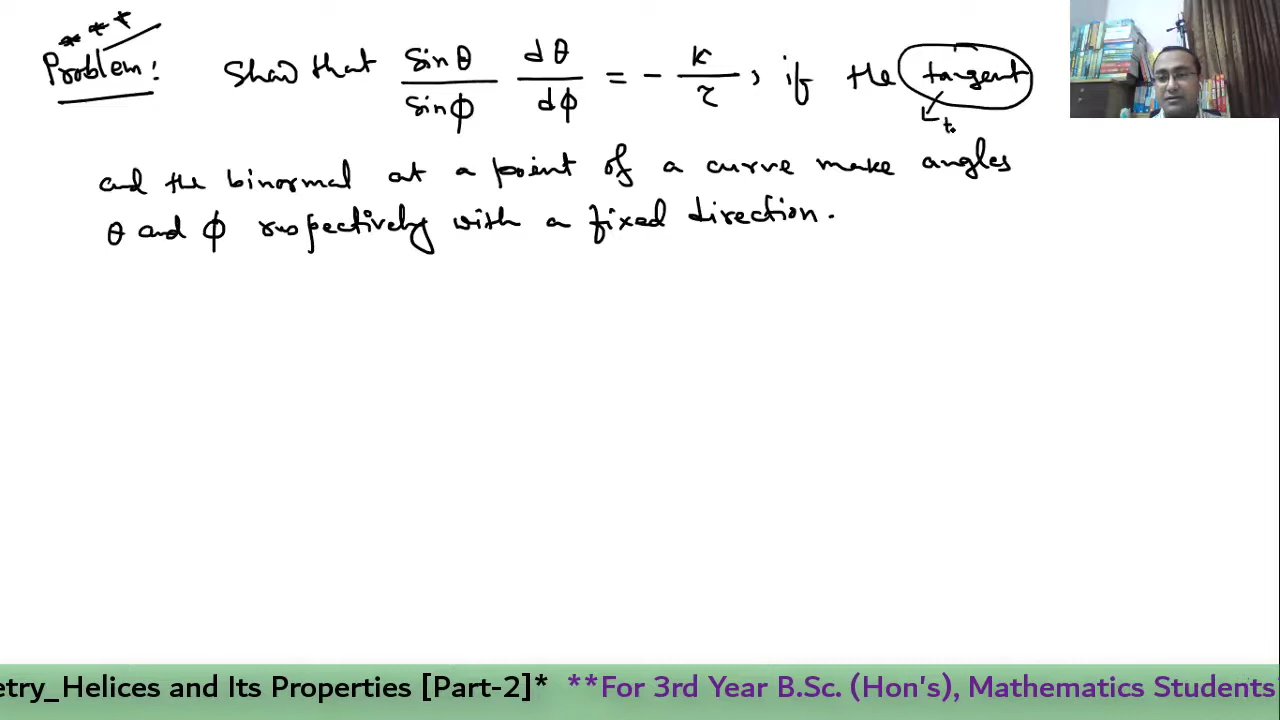 * * *
Problem: Show that sinθ/sinϕ dθ/dϕ = - κ/τ, if the tangent
t
and the binormal at a point of a curve make angles
θ and ϕ respectively with a fixed direction.
etry_Helices and Its Properties [Part-2]* **For 3rd Year B.Sc. (Hon's), Mathematics Students